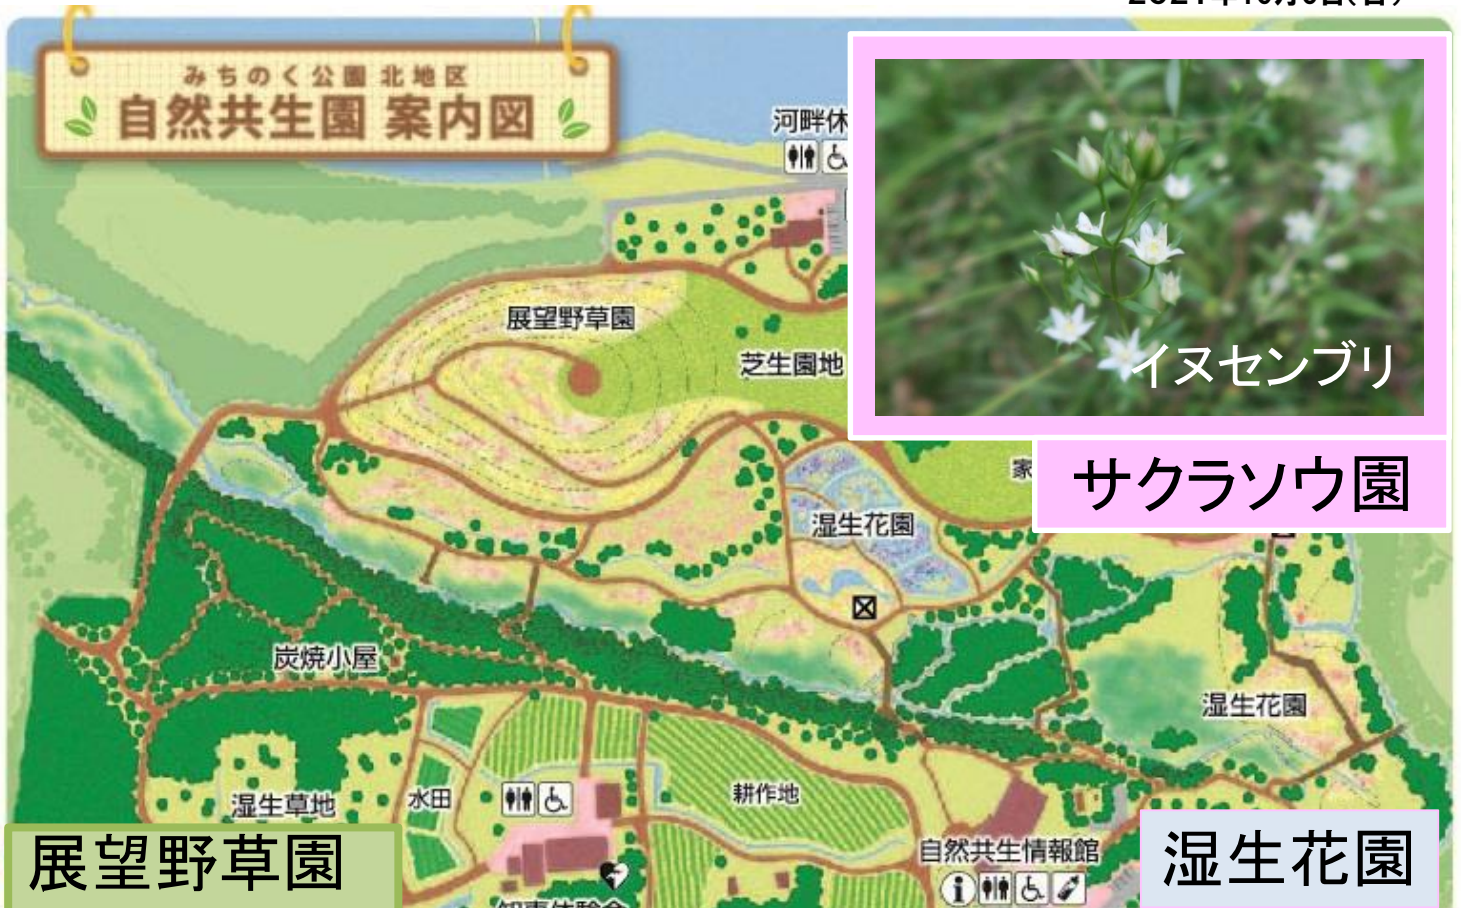 みちのく公園 北地区
自然共生園 案内図
河畔休
展望野草園
芝生園地
イヌセンブリ
サクラソウ園
家
湿生花園
炭焼小屋
湿生花園
湿生草地
水田
耕作地
自然共生情報館
展望野草園
湿生花園